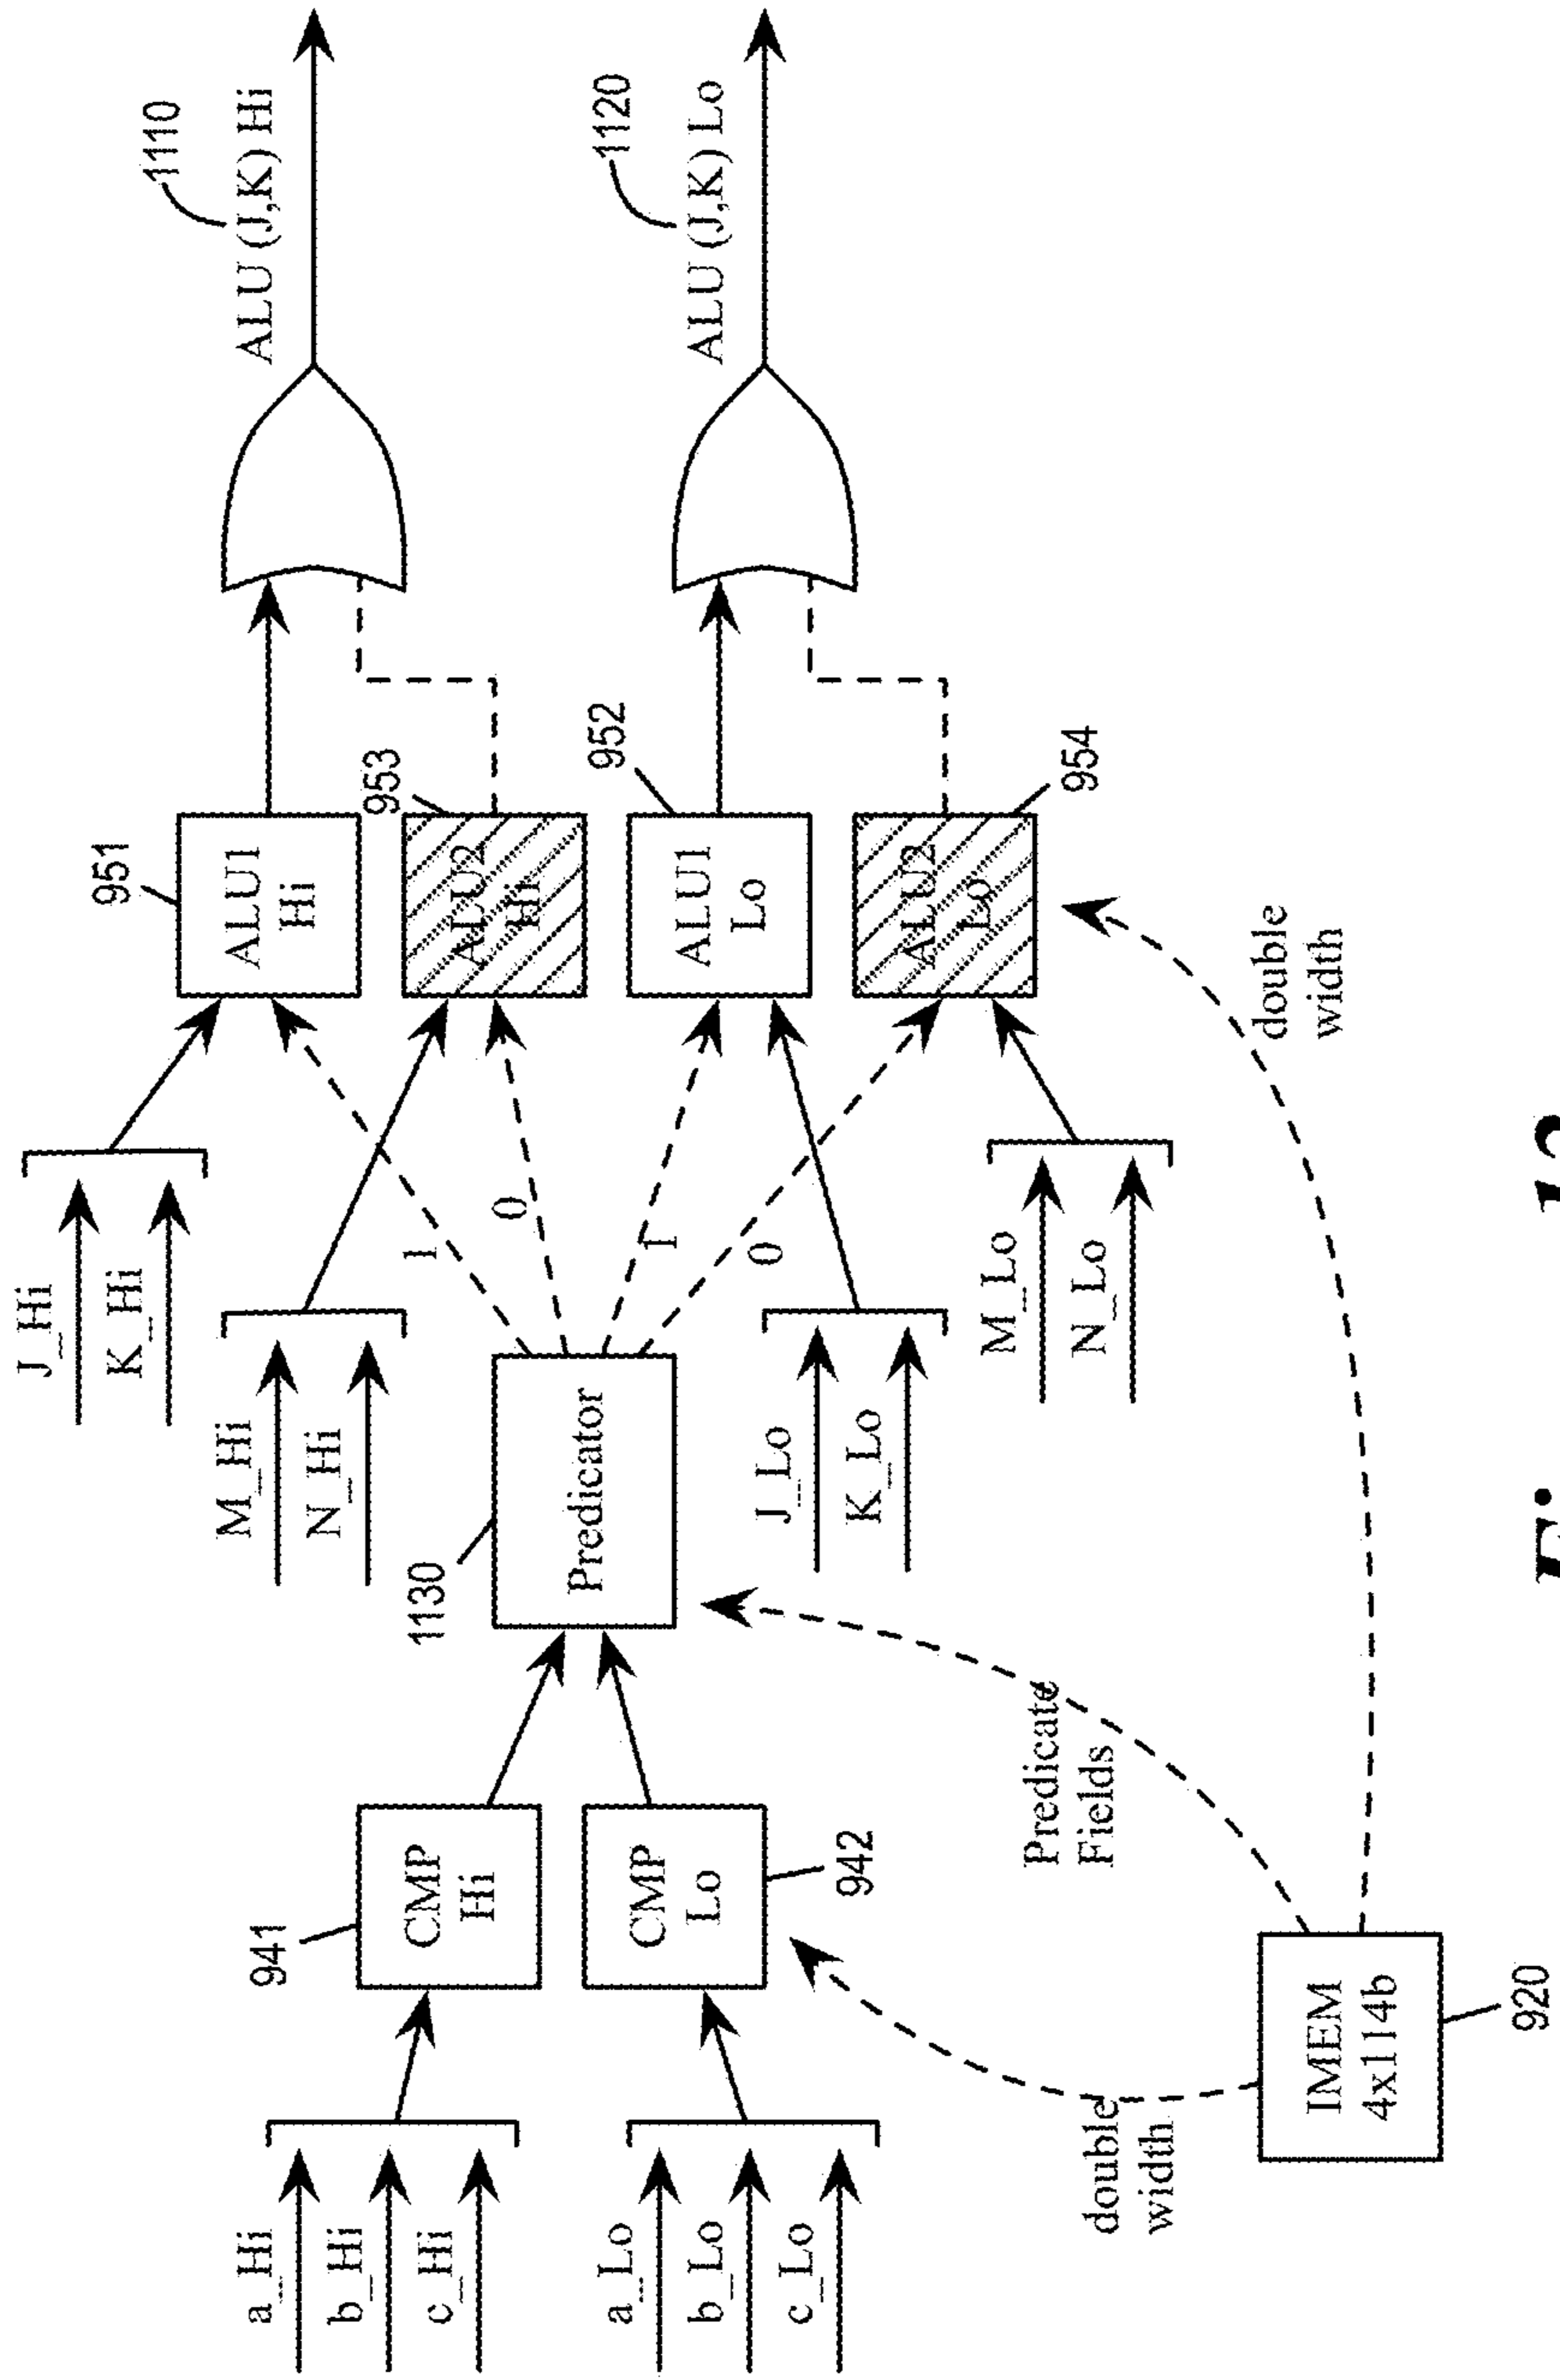 J_Hi
K_Hi
951
ALU1
Hi
1110
ALU (J,K) Hi
M_Hi
N_Hi
1
953
ALU2
Hi
a_Hi
b_Hi
c_Hi
941
CMP
Hi
1130
Predicator
0
1
0
952
ALU1
Lo
1120
ALU (J,K) Lo
a_Lo
b_Lo
c_Lo
CMP
Lo
942
J_Lo
K_Lo
954
ALU2
Lo
M_Lo
N_Lo
double
width
Predicate
Fields
double
width
IMEM
4x114b
920